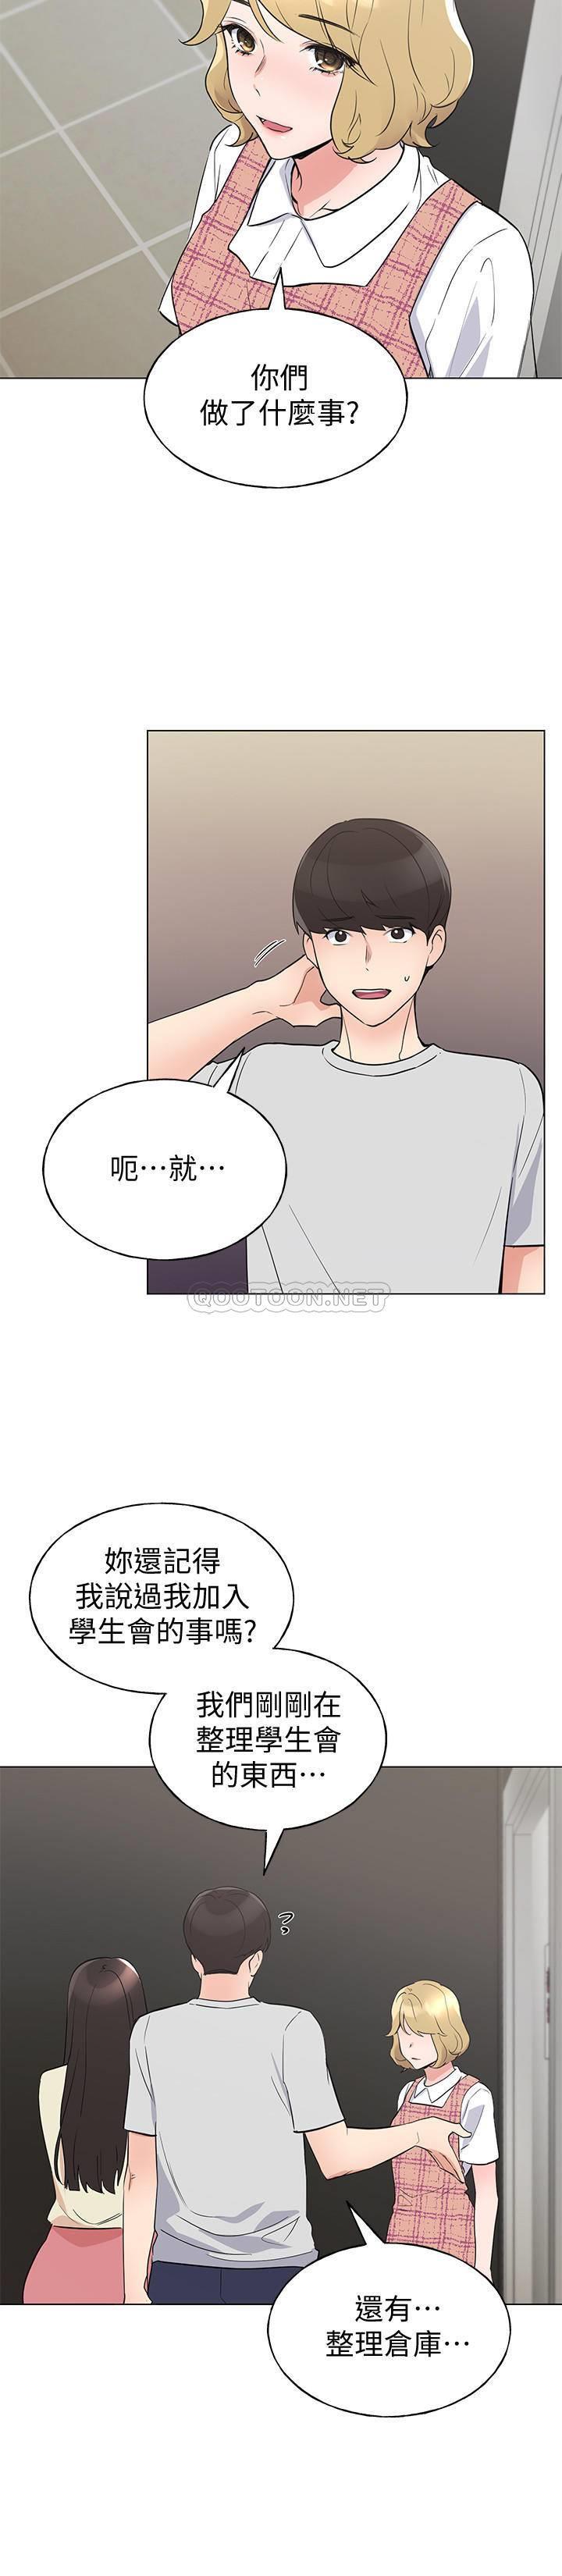 你們
做了什麼事?
呃⋯就⋯
QOOTOON.NET
妳還記得
我說過我加入
學生會的事嗎?
我們剛剛在
整理學生會
的東西⋯
還有⋯
整理倉庫⋯